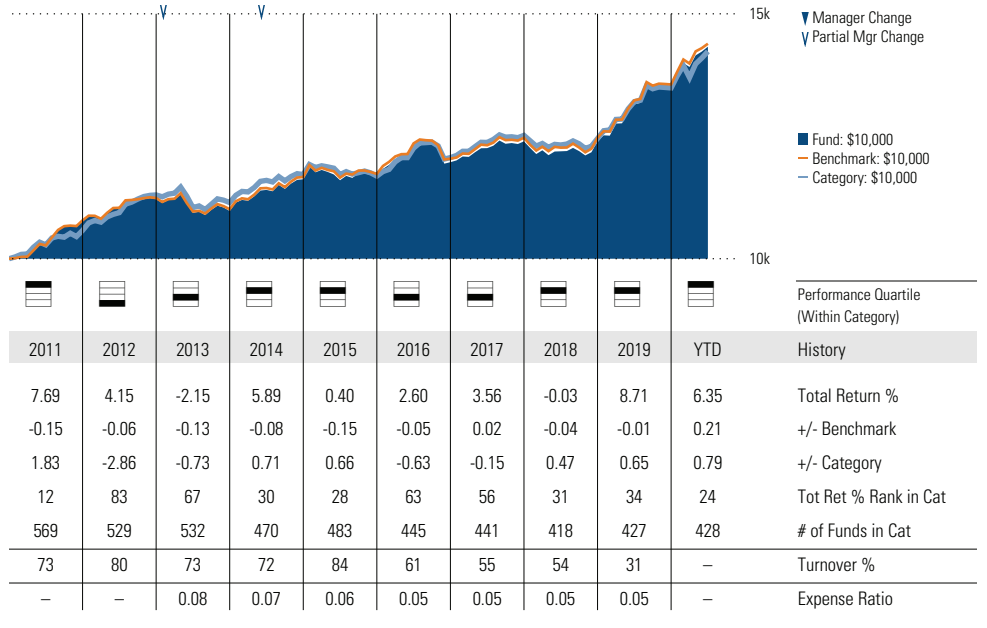 15k
Manager Change
Partial Mgr Change
Fund: $10,000
Benchmark: $10,000
Category: $10,000
10k
Performance Quartile
(Within Category)
2011 2012 2013 2014 2015 2016 2017 2018 2019 YTD History
7.69 4.15 -2.15 5.89 0.40 2.60 3.56 -0.03 8.71 6.35 Total Return %
-0.15 -0.06 -0.13 -0.08 -0.15 -0.05 0.02 -0.04 -0.01 0.21 +/- Benchmark
1.83 -2.86 -0.73 0.71 0.66 -0.63 -0.15 0.47 0.65 0.79 +/- Category
12 83 67 30 28 63 56 31 34 24 Tot Ret % Rank in Cat
569 529 532 470 483 445 441 418 427 428 # of Funds in Cat
73 80 73 72 84 61 55 54 31 – Turnover %
– – 0.08 0.07 0.06 0.05 0.05 0.05 0.05 – Expense Ratio